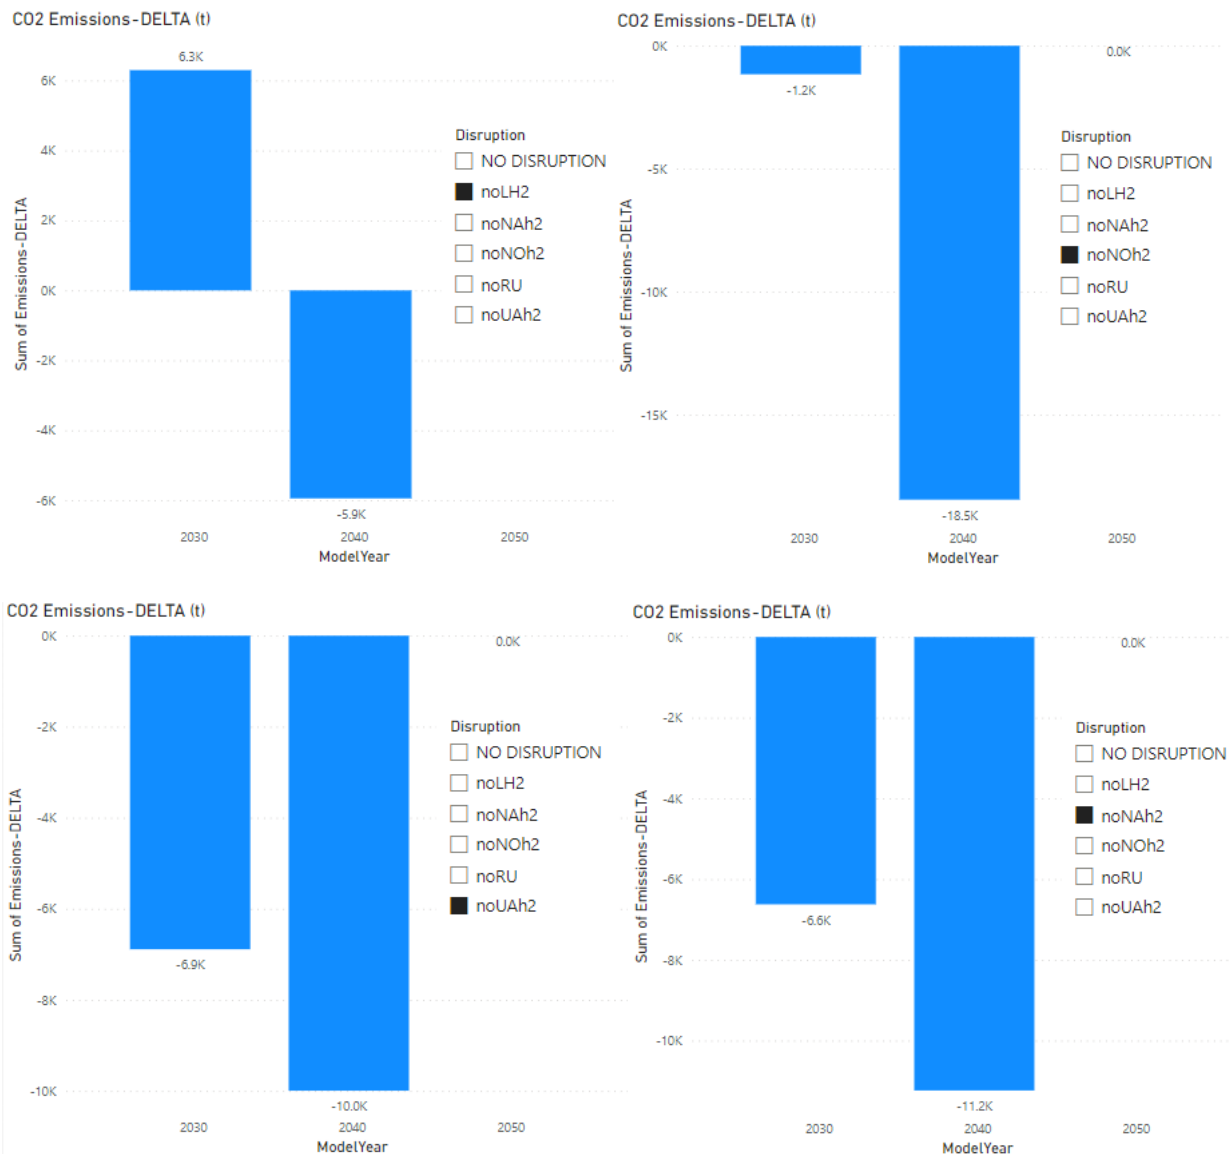 CO2 Emissions-DELTA (t)
6.3K
6K
4K
2K
0K
-2K
-4K
-6K
-5.9K
Sum of Emissions-DELTA
2030
2040
2050
ModelYear
Disruption
NO DISRUPTION
noLH2
noNAh2
noNOh2
noRU
noUAh2
CO2 Emissions-DELTA (t)
0K
-5K
-10K
-15K
0.0K
-1.2K
-18.5K
Sum of Emissions-DELTA
2030
2040
2050
ModelYear
Disruption
NO DISRUPTION
noLH2
noNAh2
noNOh2
noRU
noUAh2
CO2 Emissions-DELTA (t)
0K
-2K
-4K
-6K
-8K
-10K
0.0K
-6.9K
-10.0K
Sum of Emissions-DELTA
2030
2040
2050
ModelYear
Disruption
NO DISRUPTION
noLH2
noNAh2
noNOh2
noRU
noUAh2
CO2 Emissions-DELTA (t)
0K
-2K
-4K
-6K
-8K
-10K
0.0K
-6.6K
-11.2K
Sum of Emissions-DELTA
2030
2040
2050
ModelYear
Disruption
NO DISRUPTION
noLH2
noNAh2
noNOh2
noRU
noUAh2